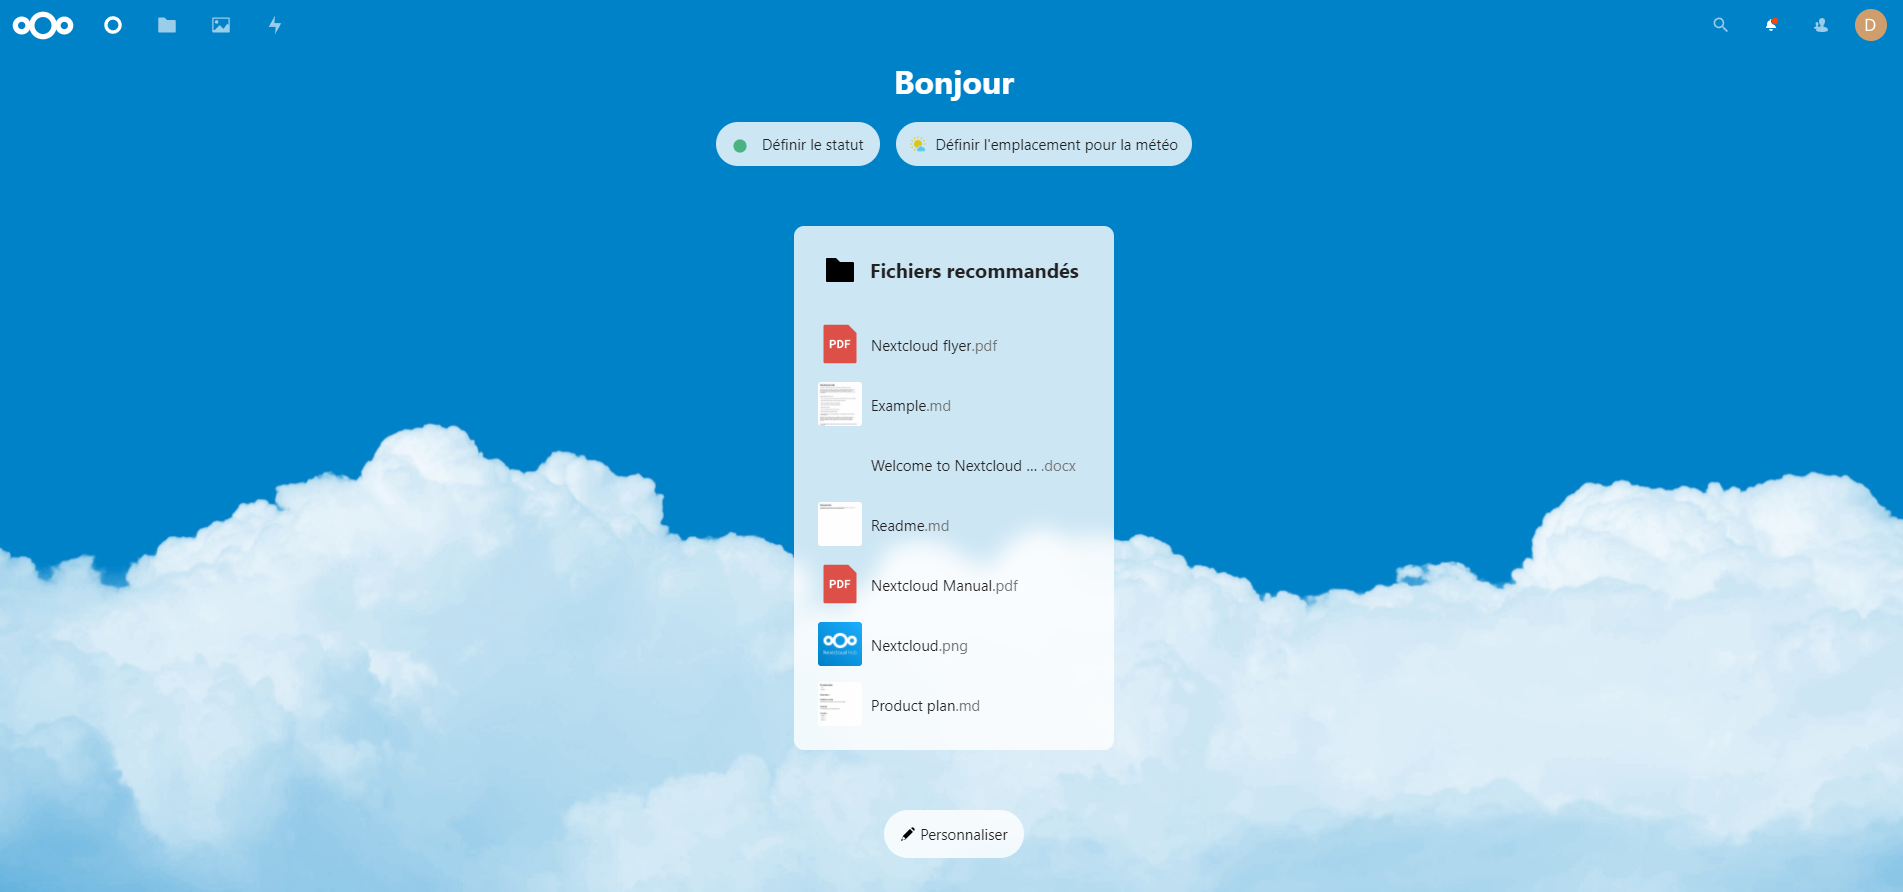 D
Bonjour
Définir le statut
Définir l'emplacement pour la météo
Fichiers recommandés
PDF
Nextcloud flyer.pdf
Example.md
Welcome to Nextcloud ... .docx
Readme.md
PDF
Nextcloud Manual.pdf
Nextcloud.png
Product plan.md
Personnaliser